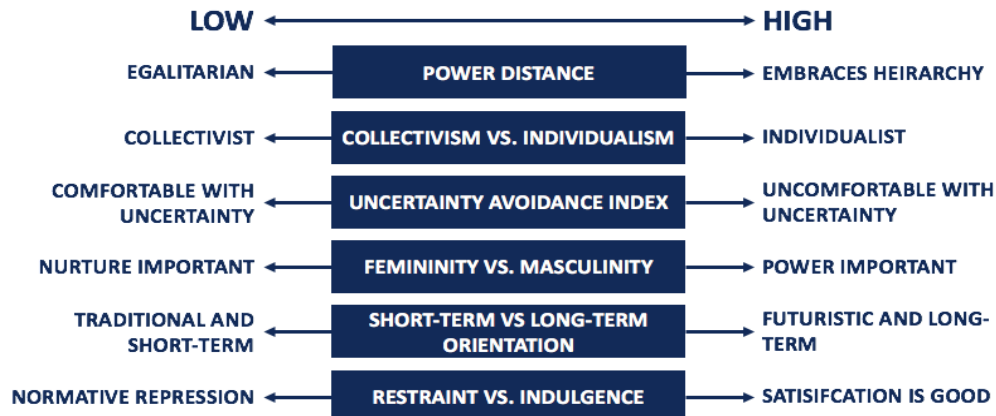 LOW HIGH
EGALITARIAN POWER DISTANCE EMBRACES HEIRARCHY
COLLECTIVIST COLLECTIVISM VS. INDIVIDUALISM INDIVIDUALIST
COMFORTABLE WITH
UNCERTAINTY
UNCERTAINTY AVOIDANCE INDEX
UNCOMFORTABLE WITH
UNCERTAINTY
NURTURE IMPORTANT FEMININITY VS. MASCULINITY POWER IMPORTANT
TRADITIONAL AND
SHORT-TERM
SHORT-TERM VS LONG-TERM
ORIENTATION
FUTURISTIC AND LONG-
TERM
NORMATIVE REPRESSION RESTRAINT VS. INDULGENCE SATISIFCATION IS GOOD